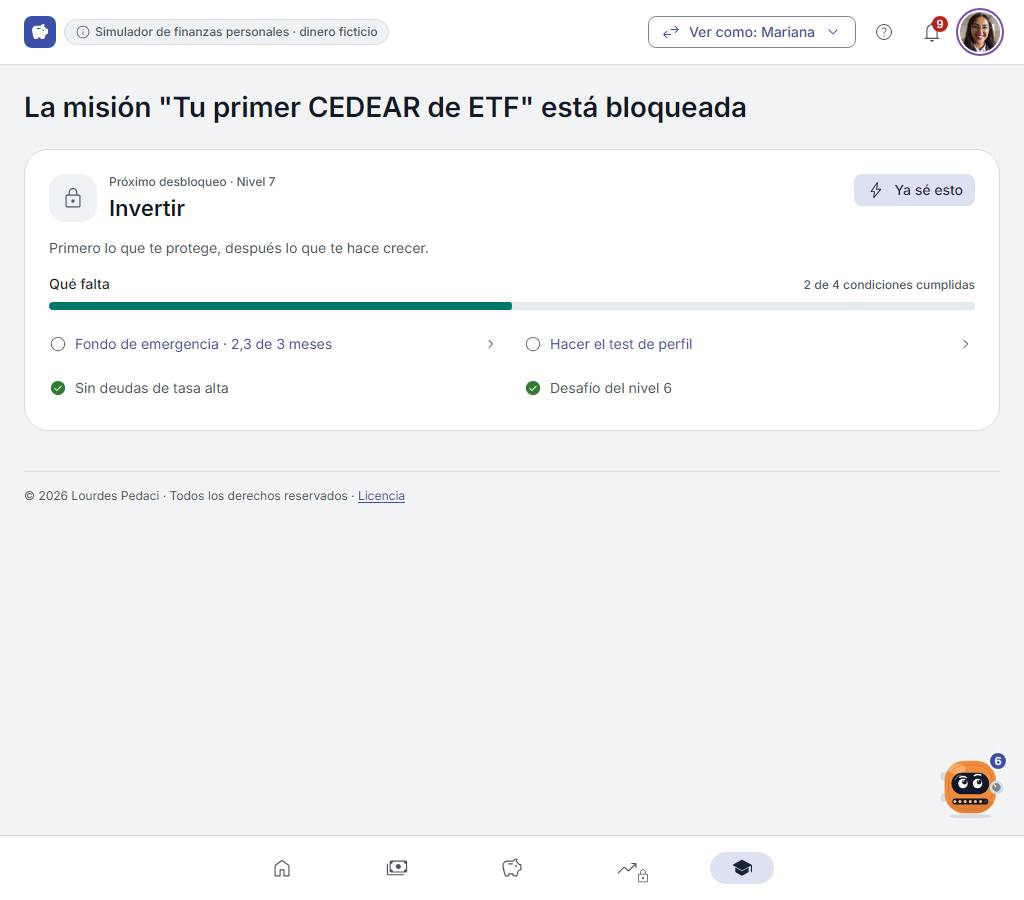 Simulador de finanzas personales · dinero ficticio
Ver como: Mariana
9
La misión "Tu primer CEDEAR de ETF" está bloqueada
Próximo desbloqueo · Nivel 7
Invertir
Ya sé esto
Primero lo que te protege, después lo que te hace crecer.
Qué falta
2 de 4 condiciones cumplidas
Fondo de emergencia · 2,3 de 3 meses
Hacer el test de perfil
Sin deudas de tasa alta
Desafío del nivel 6
© 2026 Lourdes Pedaci · Todos los derechos reservados · Licencia
6